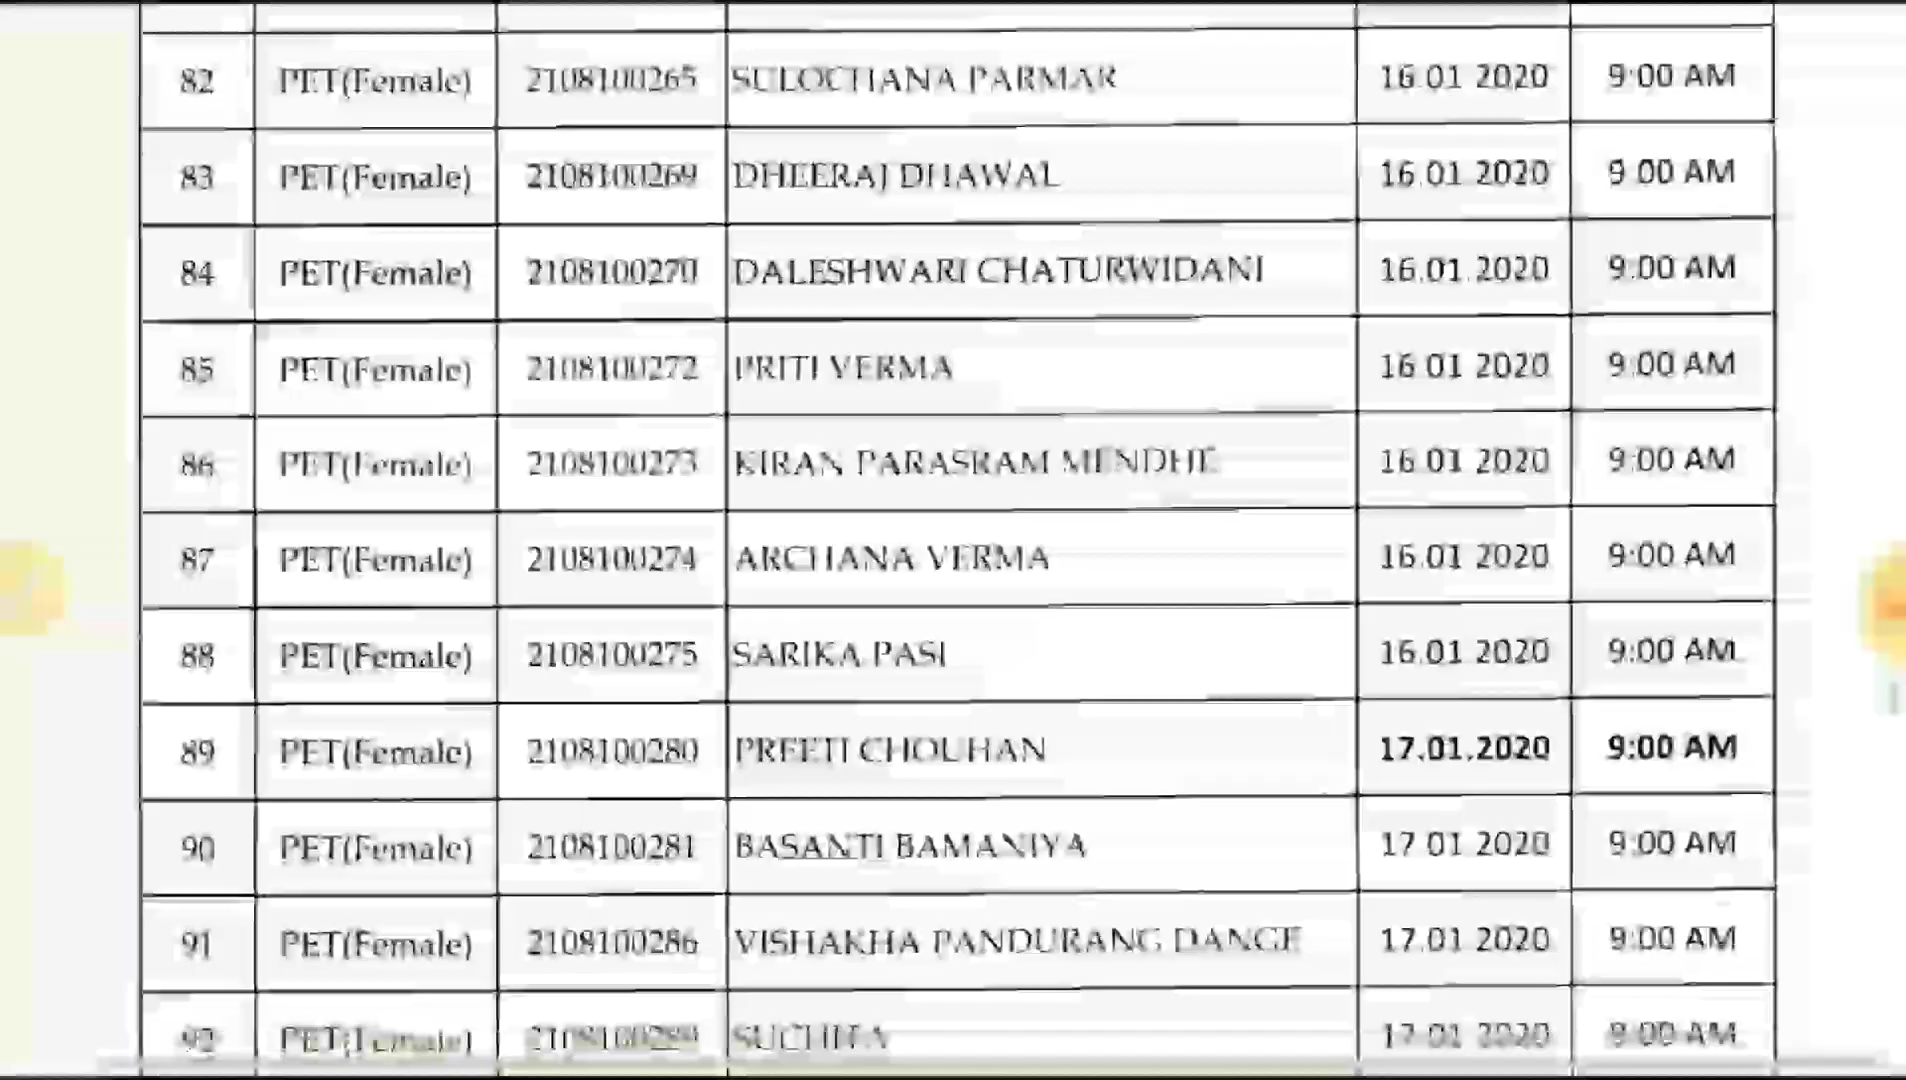 82 PET(Female) 2108100265 SULOCHANA PARMAR 16.01 2020 9:00 AM
83 PET(Female) 2108100269 DHEERAJ DHAWAL 16.01.2020 9:00 AM
84 PET(Female) 2108100270 DALESHWARI CHATURWIDANI 16.01.2020 9:00 AM
85 PET(Female) 2108100272 PRITI VERMA 16 01 2020 9:00 AM
86 PET(Female) 2108100273 KIRAN PARASRAM MENDHE 16.01 2020 9:00 AM
87 PET(Female) 2108100274 ARCHANA VERMA 16.01 2020 9:00 AM
88 PET(Female) 2108100275 SARIKA PASI 16.01 2020 9:00 AM
89 PET(Female) 2108100280 PREETI CHOUHAN 17.01.2020 9:00 AM
90 PET(Female) 2108100281 BASANTI BAMANIYA 17 01 2020 9:00 AM
91 PET(Female) 2108100286 VISHAKHA PANDURANG DANGE 17.01 2020 9:00 AM
92 PET(Female) 17 01 2020 9:00 AM